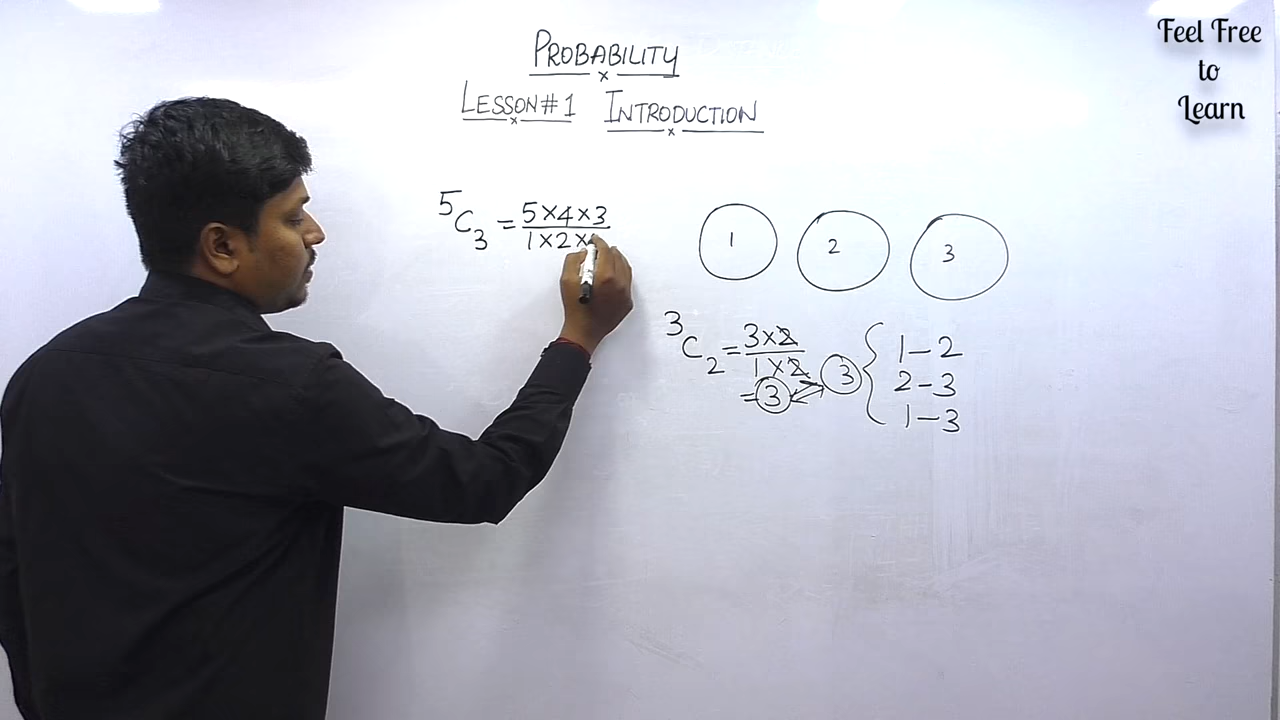 PROBABILITY
LESSON#1 INTRODUCTION
Feel Free
to
Learn
⁵C₃ = 5×4×3
1×2×
1
2
3
³C₂ = 3×2
1×2
= 3
3 { 1-2
2-3
1-3